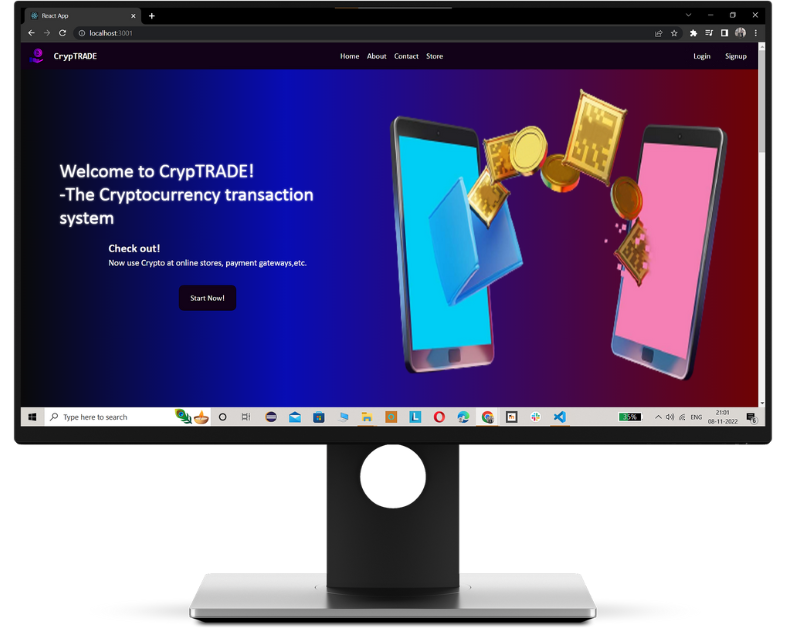 React App
localhost:3001
CrypTRADE
Home About Contact Store
Login Signup
Welcome to CrypTRADE!
-The Cryptocurrency transaction
system
Check out!
Now use Crypto at online stores, payment gateways,etc.
Start Now!
Type here to search
35%
ENG
21:01
08-11-2022